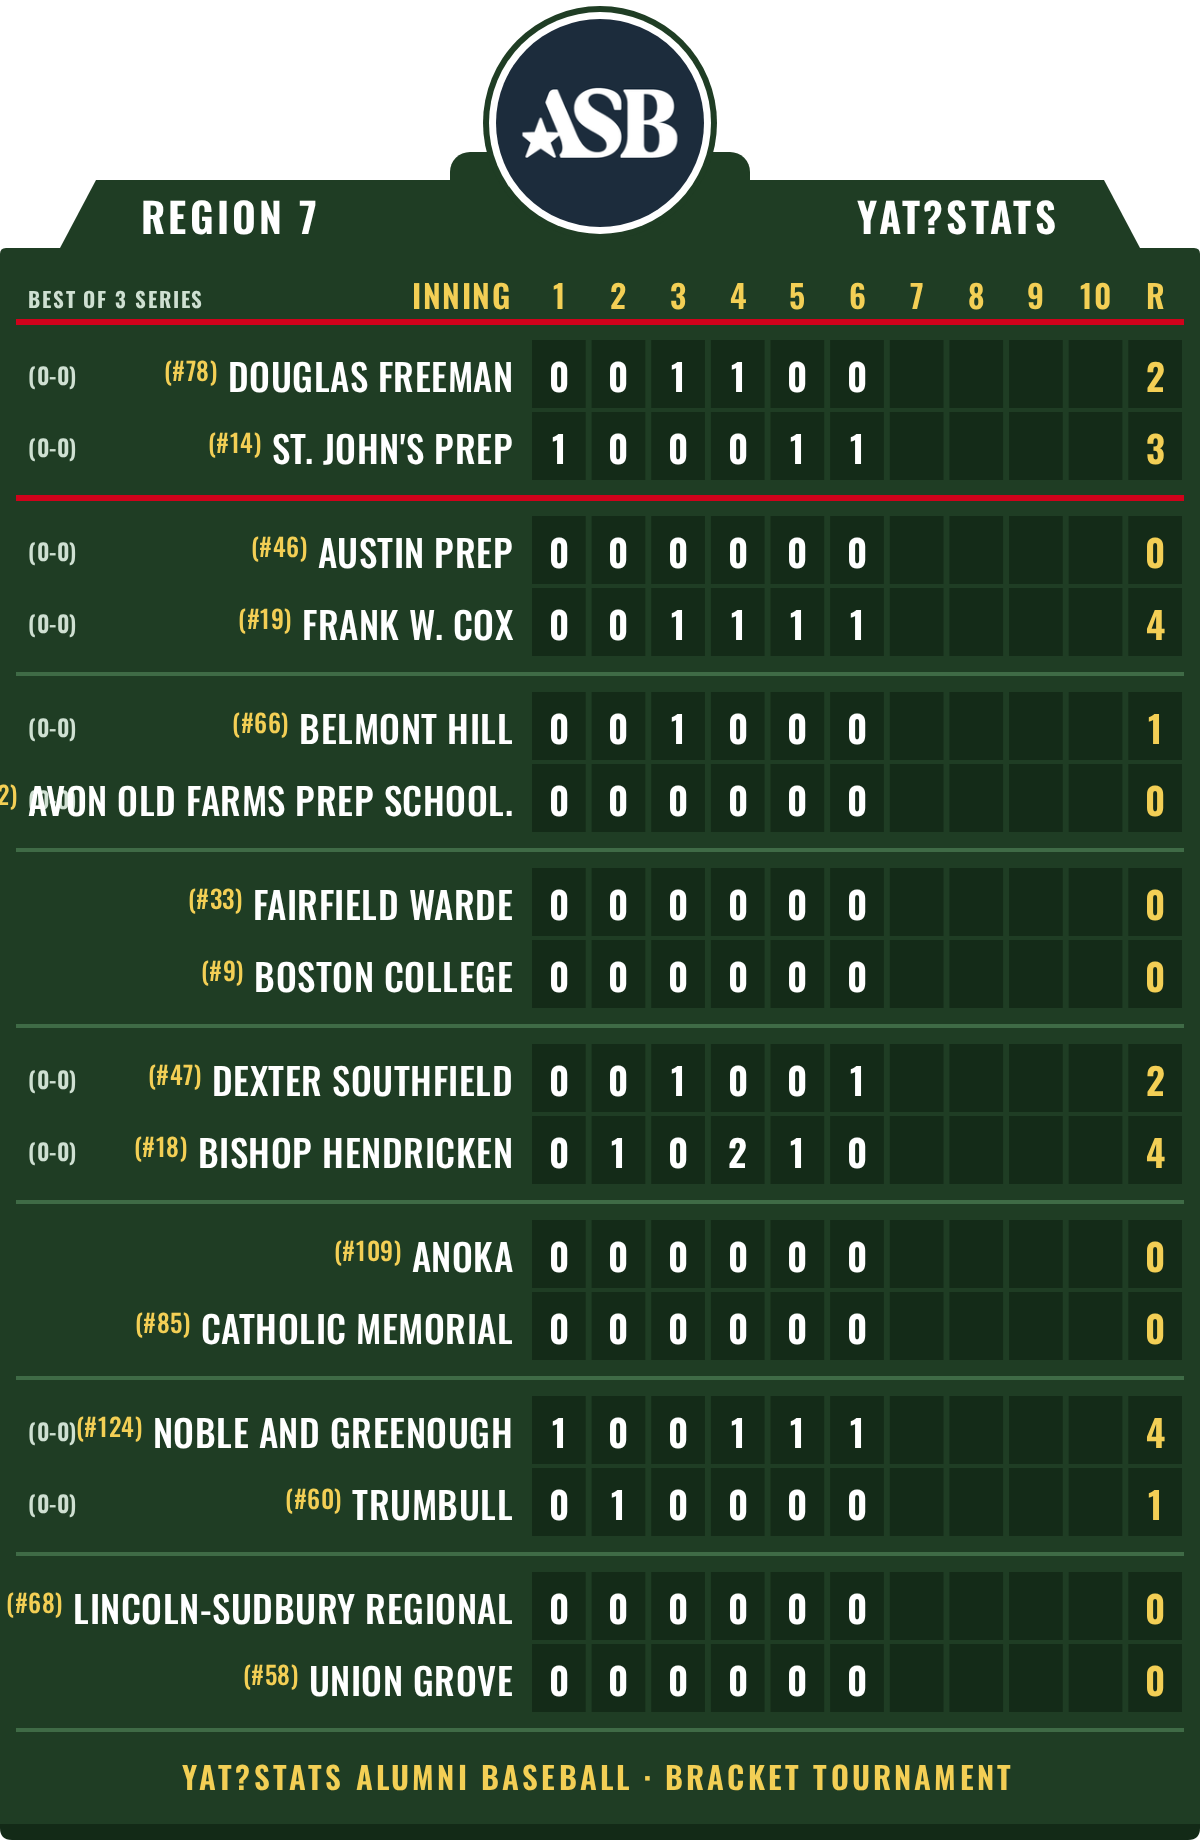 ASB
REGION 7 YAT?STATS
BEST OF 3 SERIES INNING 1 2 3 4 5 6 7 8 9 10 R
(0-0) (#78) DOUGLAS FREEMAN 0 0 1 1 0 0 2
(0-0) (#14) ST. JOHN'S PREP 1 0 0 0 1 1 3
(0-0) (#46) AUSTIN PREP 0 0 0 0 0 0 0
(0-0) (#19) FRANK W. COX 0 0 1 1 1 1 4
(0-0) (#66) BELMONT HILL 0 0 1 0 0 0 1
2) AVON OLD FARMS PREP SCHOOL. 0 0 0 0 0 0 0
(#33) FAIRFIELD WARDE 0 0 0 0 0 0 0
(#9) BOSTON COLLEGE 0 0 0 0 0 0 0
(0-0) (#47) DEXTER SOUTHFIELD 0 0 1 0 0 1 2
(0-0) (#18) BISHOP HENDRICKEN 0 1 0 2 1 0 4
(#109) ANOKA 0 0 0 0 0 0 0
(#85) CATHOLIC MEMORIAL 0 0 0 0 0 0 0
(0-0) (#124) NOBLE AND GREENOUGH 1 0 0 1 1 1 4
(0-0) (#60) TRUMBULL 0 1 0 0 0 0 1
(#68) LINCOLN-SUDBURY REGIONAL 0 0 0 0 0 0 0
(#58) UNION GROVE 0 0 0 0 0 0 0
YAT?STATS ALUMNI BASEBALL · BRACKET TOURNAMENT